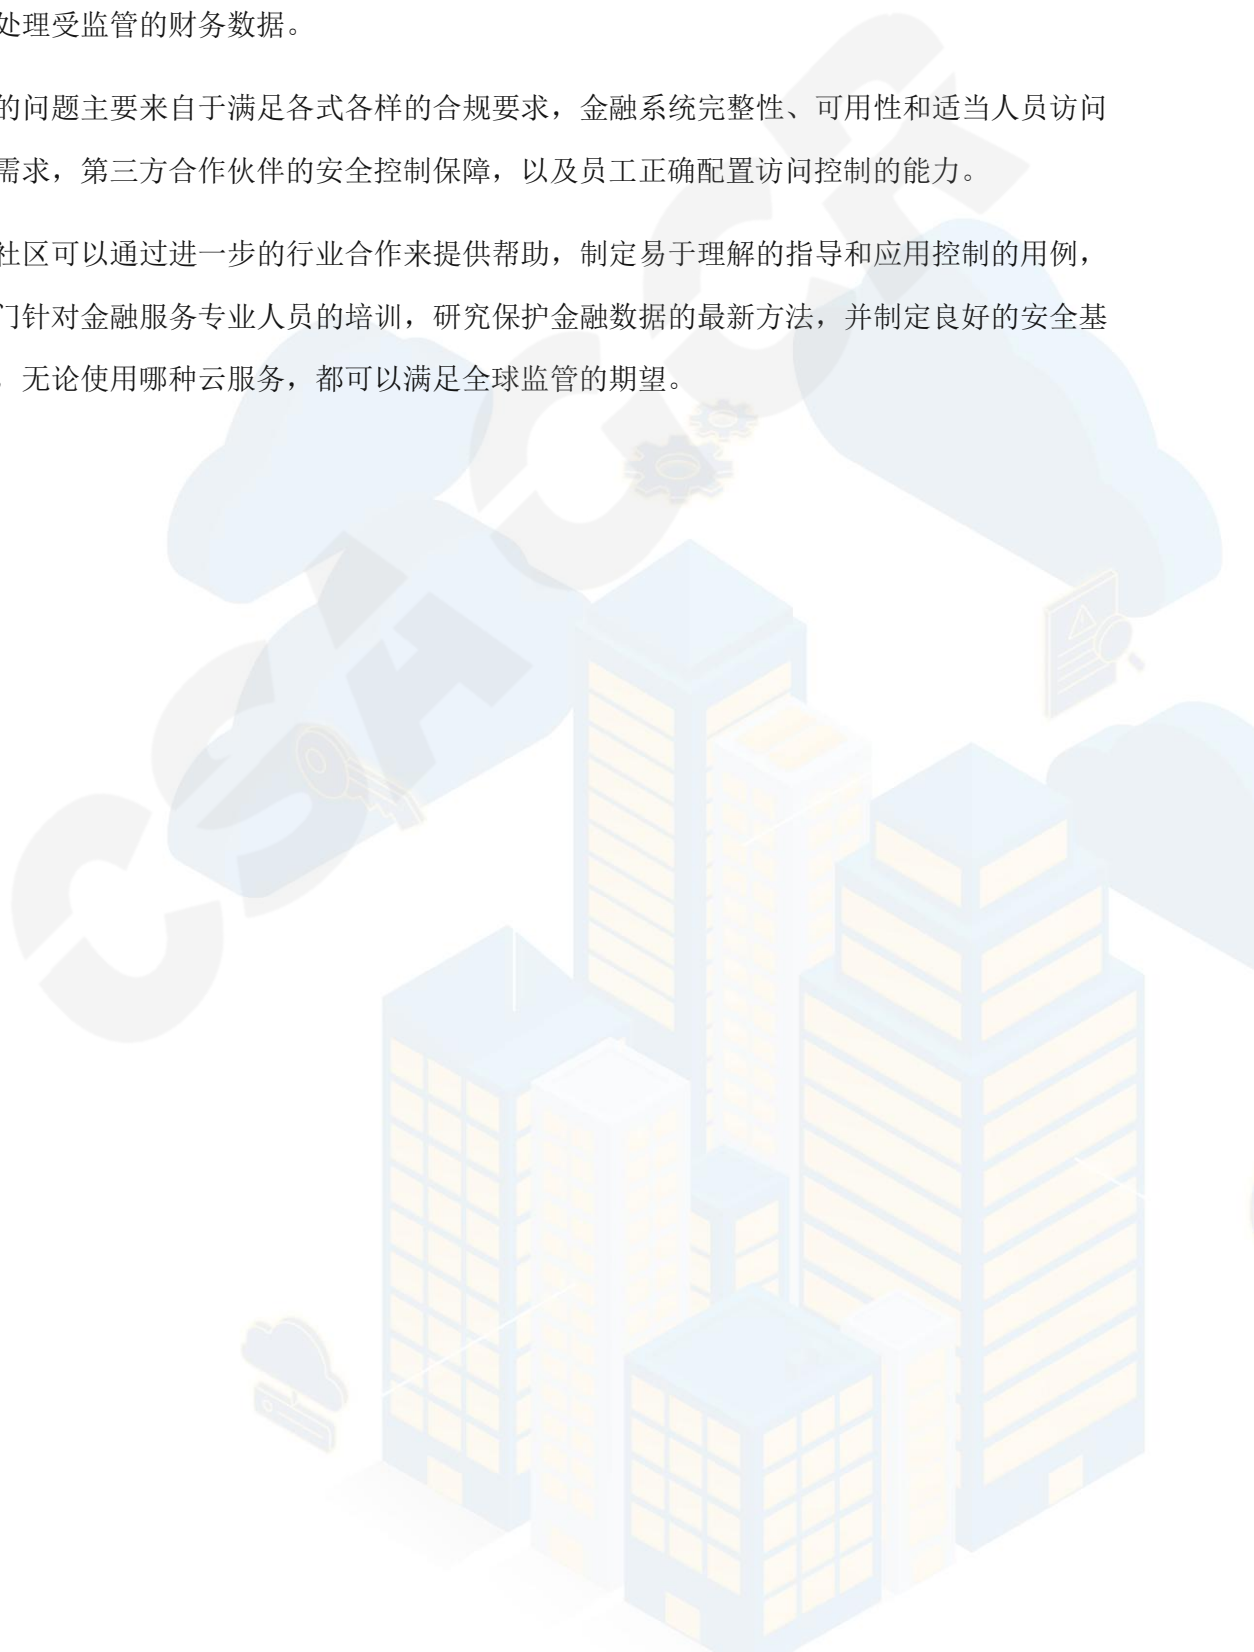 处理受监管的财务数据。
的问题主要来自于满足各式各样的合规要求，金融系统完整性、可用性和适当人员访问
需求，第三方合作伙伴的安全控制保障，以及员工正确配置访问控制的能力。
社区可以通过进一步的行业合作来提供帮助，制定易于理解的指导和应用控制的用例，
门针对金融服务专业人员的培训，研究保护金融数据的最新方法，并制定良好的安全基
，无论使用哪种云服务，都可以满足全球监管的期望。
CSA GCR